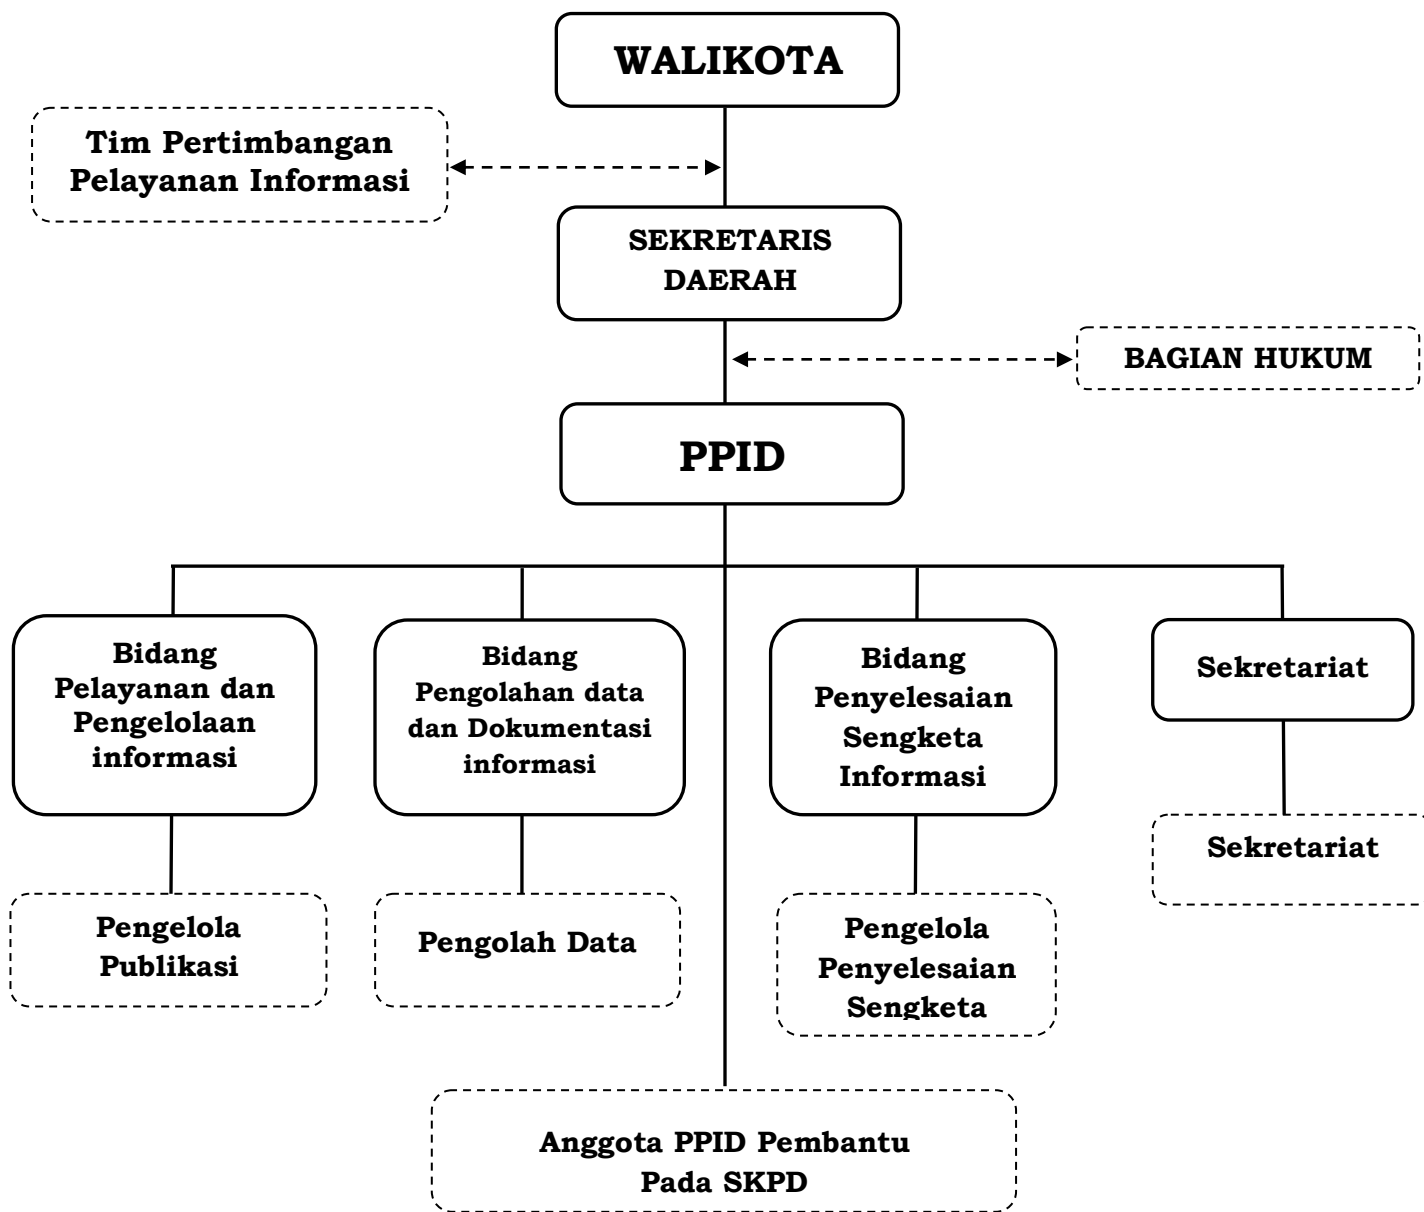 WALIKOTA
Tim Pertimbangan
Pelayanan Informasi
SEKRETARIS
DAERAH
BAGIAN HUKUM
PPID
Bidang
Pelayanan dan
Pengelolaan
informasi
Bidang
Pengolahan data
dan Dokumentasi
informasi
Bidang
Penyelesaian
Sengketa
Informasi
Sekretariat
Sekretariat
Pengelola
Publikasi
Pengolah Data
Pengelola
Penyelesaian
Sengketa
Anggota PPID Pembantu
Pada SKPD